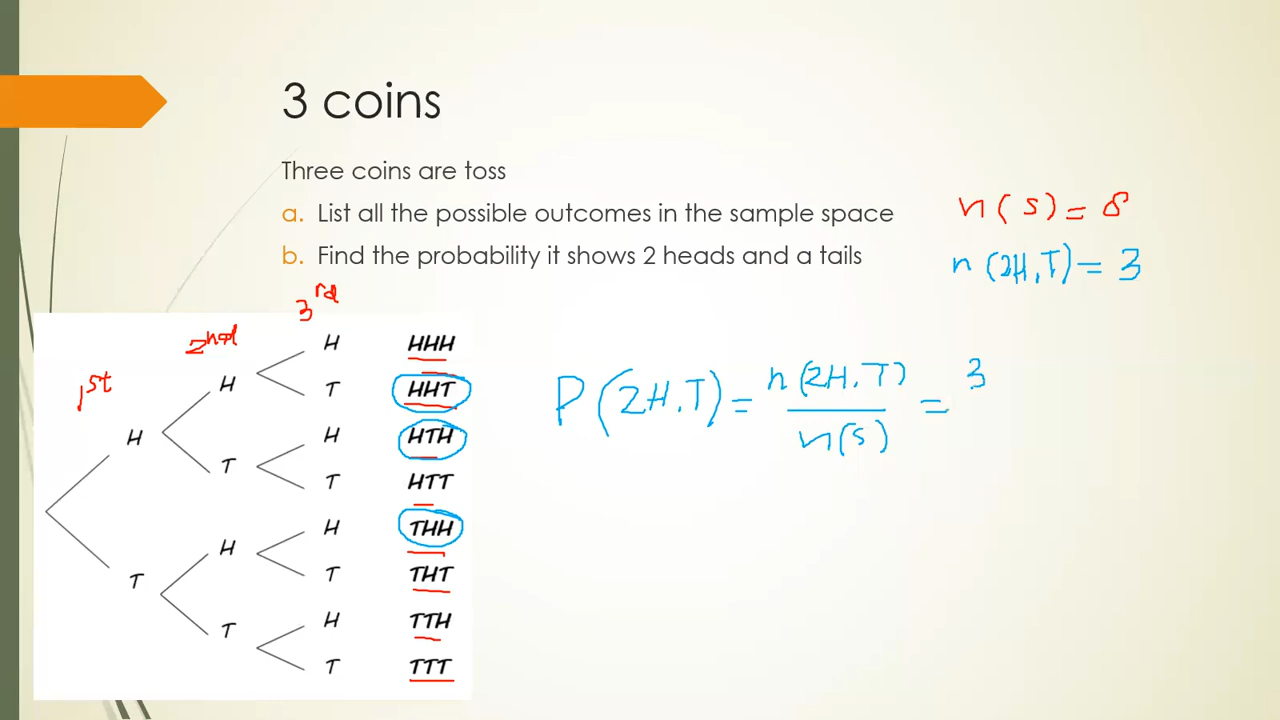 3 coins
Three coins are toss
a. List all the possible outcomes in the sample space
b. Find the probability it shows 2 heads and a tails
n(s) = 8
n(2H,T) = 3
1st 2nd 3rd
H HHH
H
T HHT
H
H HTH
T
T HTT
H THH
H
T THT
T
H TTH
T
T TTT
P(2H,T) = n(2H,T) / n(s) = 3